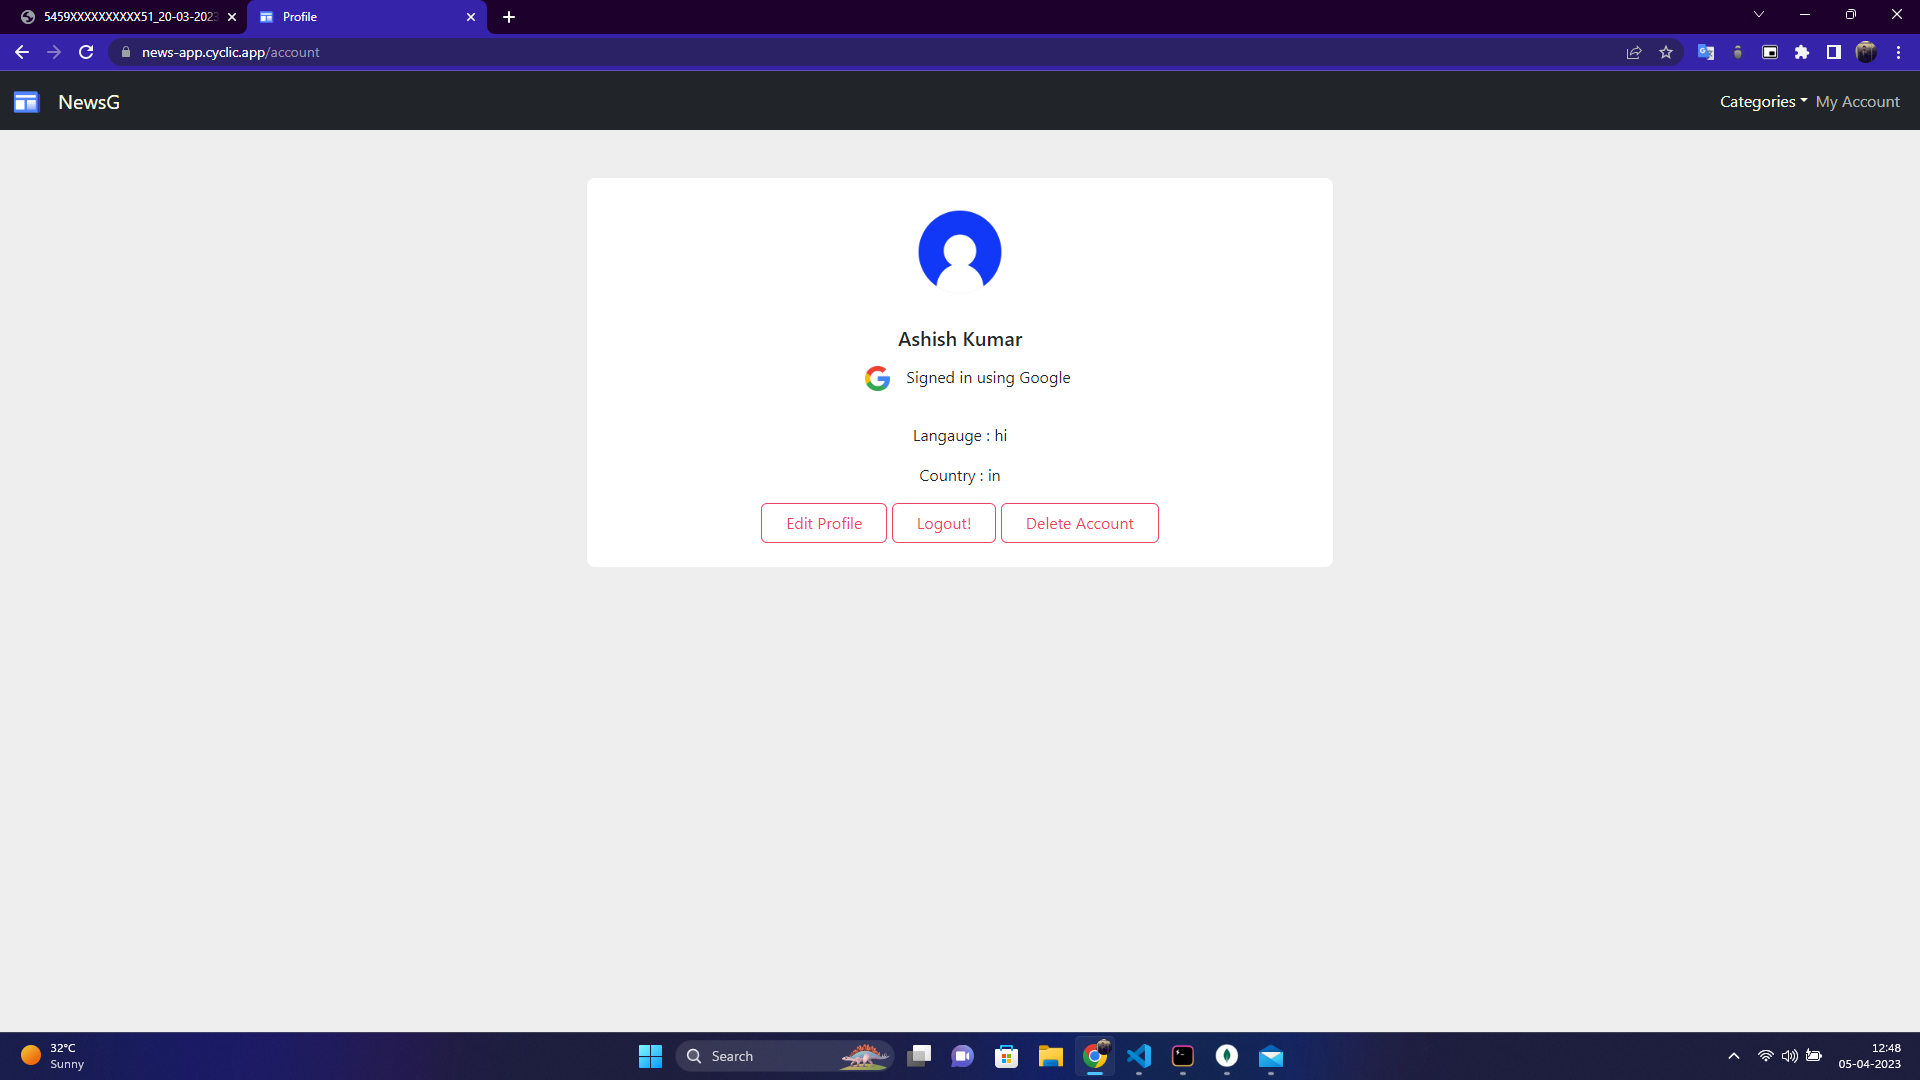 5459XXXXXXXXXX51_20-03-2023
Profile
news-app.cyclic.app/account
NewsG
Categories
My Account
Ashish Kumar
Signed in using Google
Langauge : hi
Country : in
Edit Profile
Logout!
Delete Account
32°C
Sunny
Search
12:48
05-04-2023